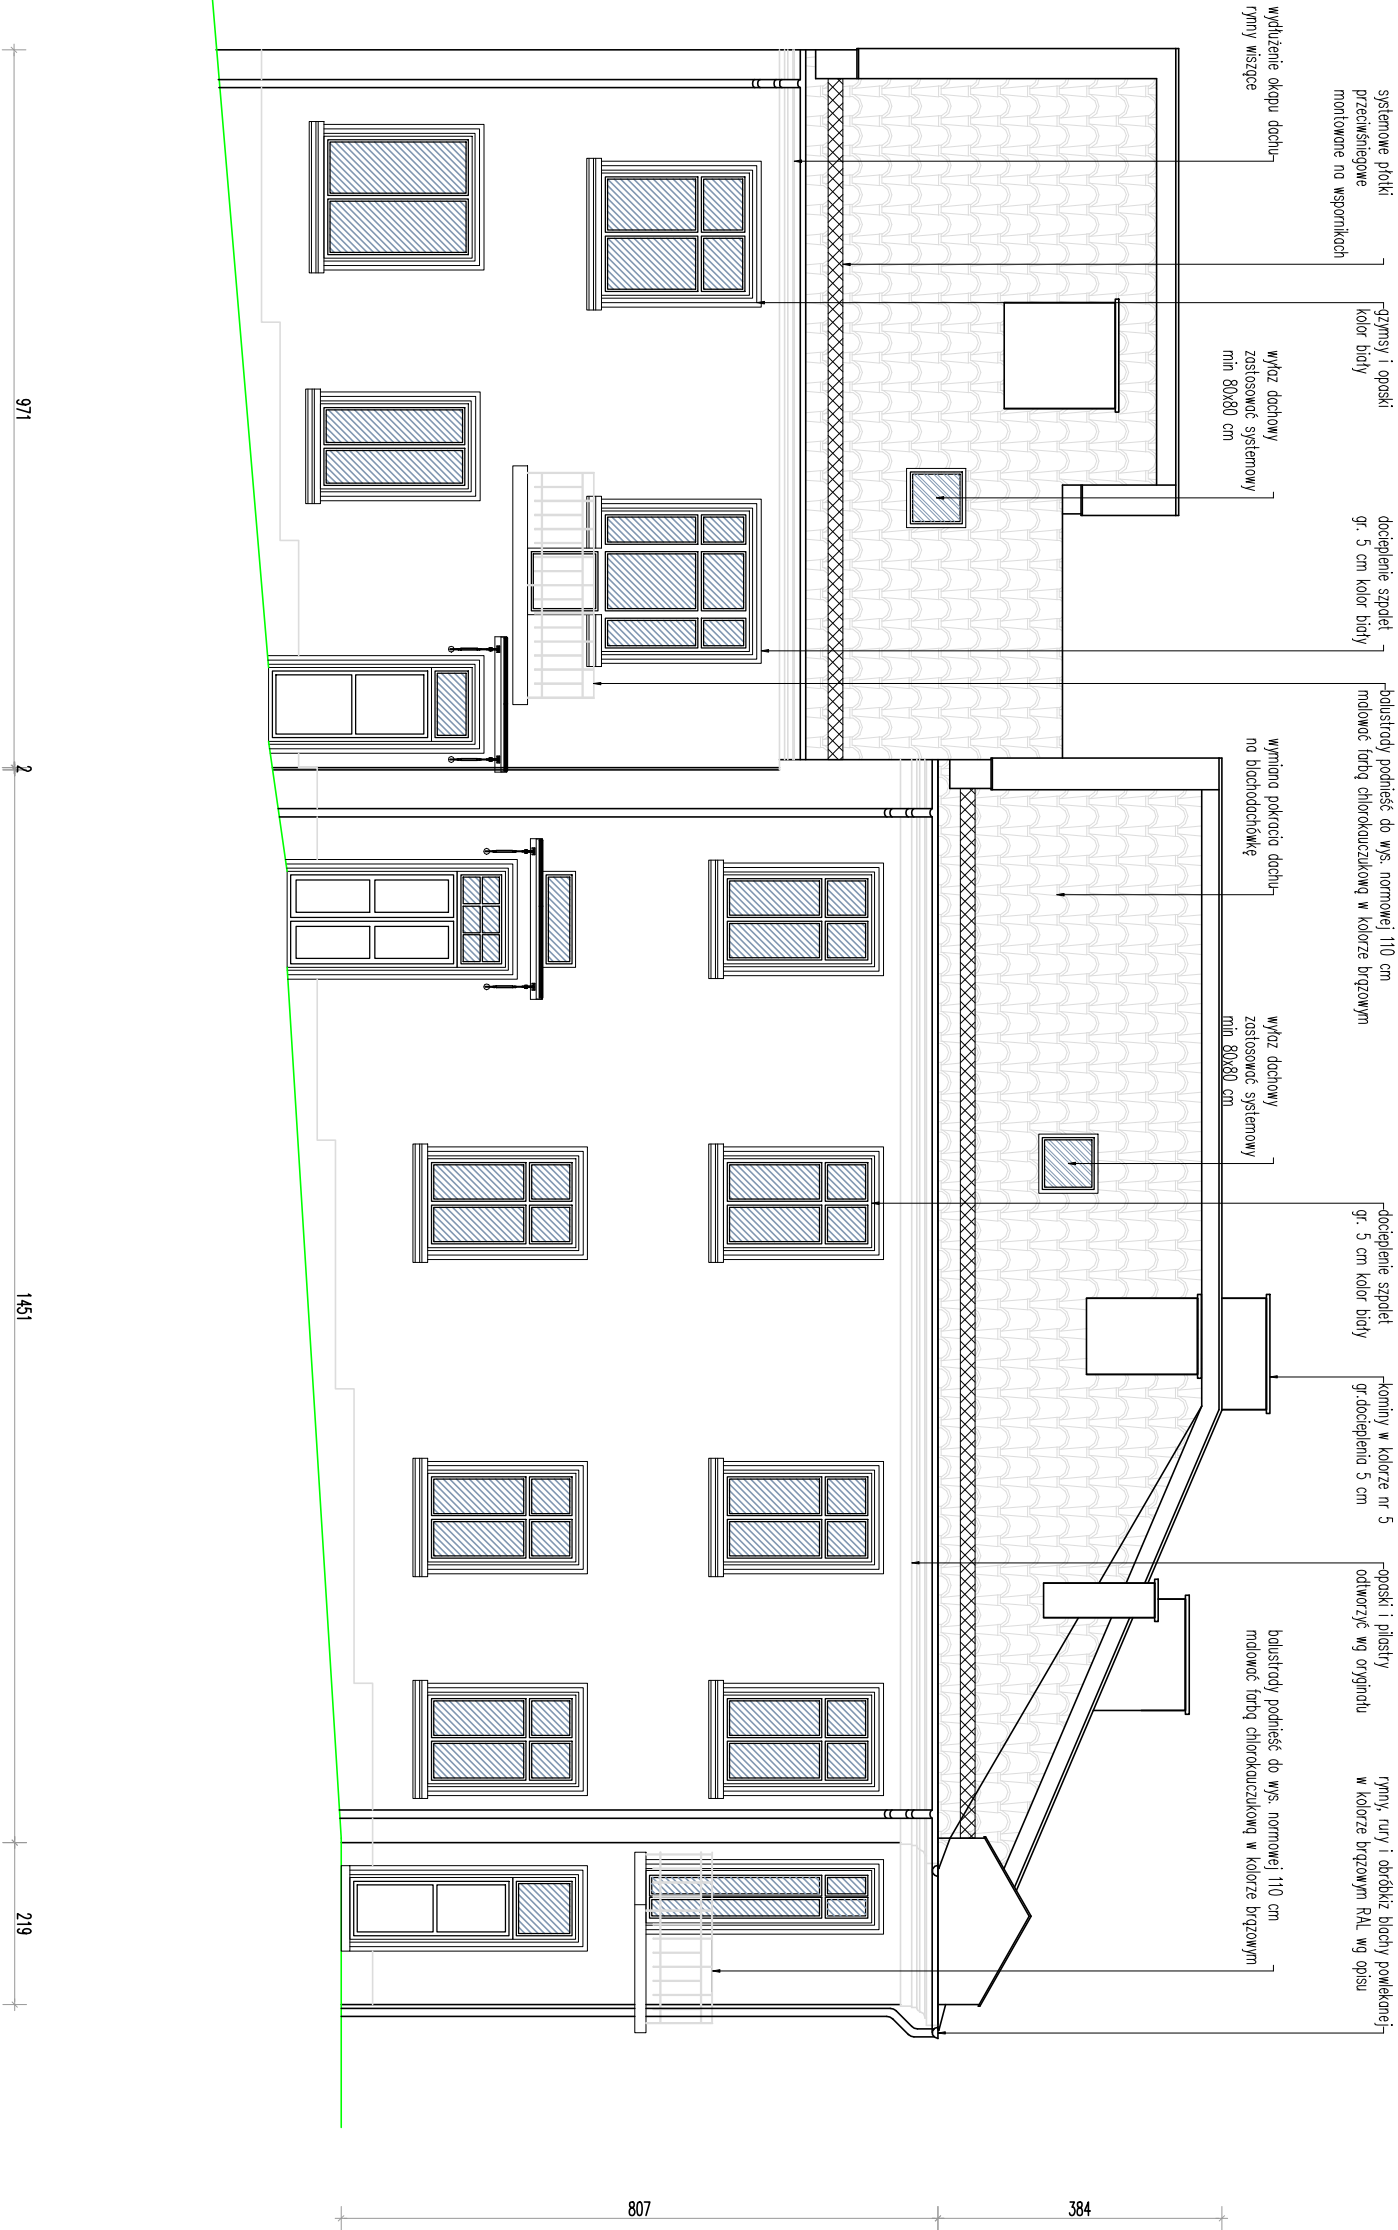 systemowe płotki
przeciwśniegowe
montowane na wspornikach
gzymsy i opaski
kolor biały
docieplenie szpalet
gr. 5 cm kolor biały
balustrady podnieść do wys. normowej 110 cm
malować farbą chlorokauczukową w kolorze brązowym
docieplenie szpalet
gr. 5 cm kolor biały
kominy w kolorze nr 5
gr.docieplenia 5 cm
opaski i pilastry
odtworzyć wg oryginału
rynny, rury i obróbkiz blachy powlekanej
w kolorze brązowym RAL wg opisu
wydłużenie okapu dachu
rynny wiszące
wyłaz dachowy
zastosować systemowy
min 80x80 cm
wymiana pokracia dachu
na blachodachówkę
wyłaz dachowy
zastosować systemowy
min 80x80 cm
balustrady podnieść do wys. normowej 110 cm
malować farbą chlorokauczukową w kolorze brązowym
384
807
971
2
1451
219